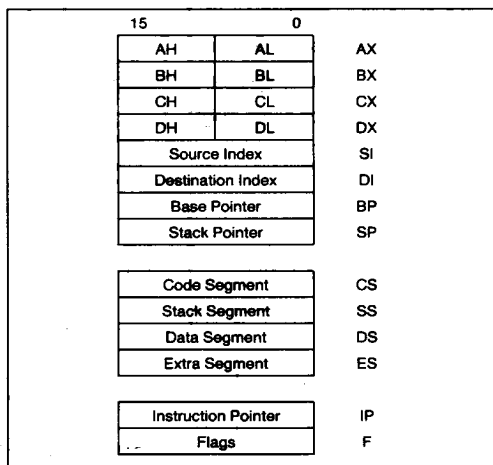 15 0
AH AL AX
BH BL BX
CH CL CX
DH DL DX
Source Index SI
Destination Index DI
Base Pointer BP
Stack Pointer SP
Code Segment CS
Stack Segment SS
Data Segment DS
Extra Segment ES
Instruction Pointer IP
Flags F